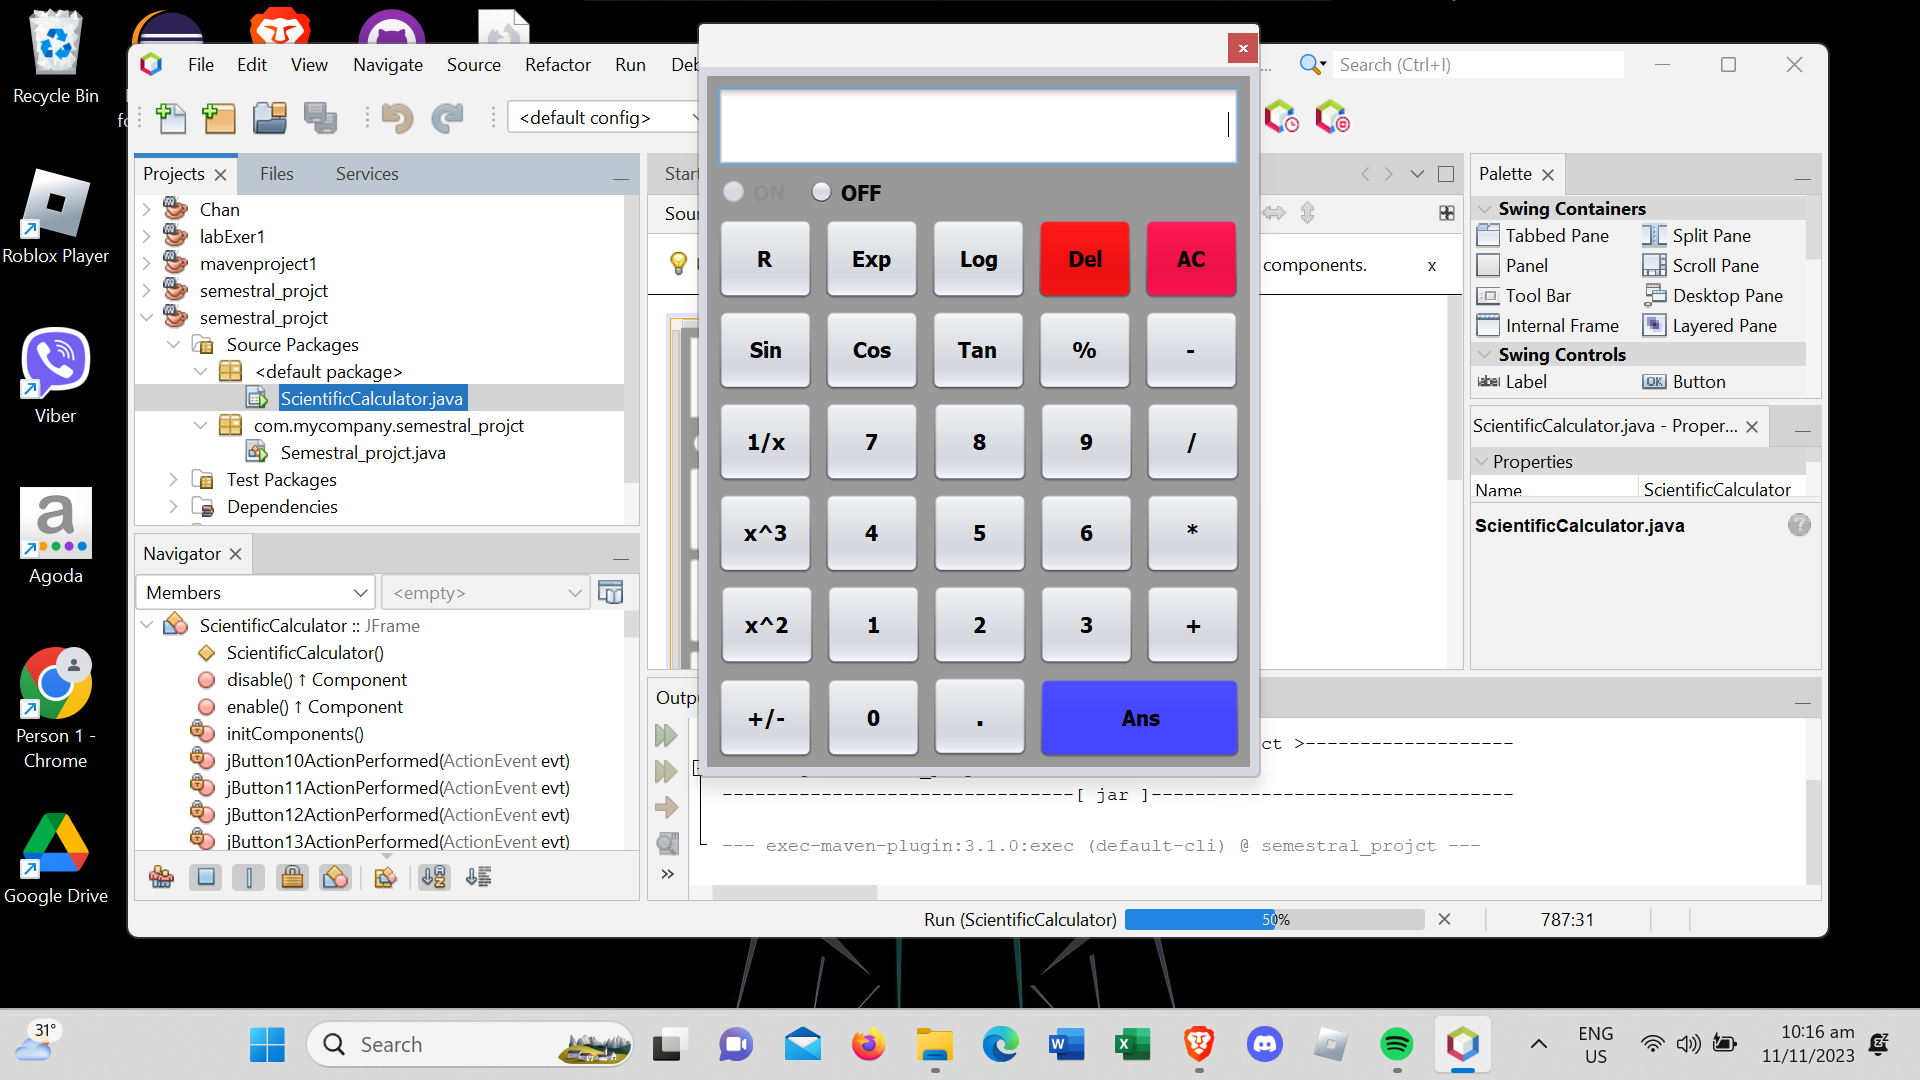 Recycle Bin
Roblox Player
Viber
Agoda
Person 1 -
Chrome
Google Drive
File Edit View Navigate Source Refactor Run
Search (Ctrl+I)
<default config>
Projects Files Services
Chan
labExer1
mavenproject1
semestral_projct
semestral_projct
Source Packages
<default package>
ScientificCalculator.java
com.mycompany.semestral_projct
Semestral_projct.java
Test Packages
Dependencies
Navigator
Members <empty>
ScientificCalculator :: JFrame
ScientificCalculator()
disable() ↑ Component
enable() ↑ Component
initComponents()
jButton10ActionPerformed(ActionEvent evt)
jButton11ActionPerformed(ActionEvent evt)
jButton12ActionPerformed(ActionEvent evt)
jButton13ActionPerformed(ActionEvent evt)
components. x
ON OFF
R Exp Log Del AC
Sin Cos Tan % -
1/x 7 8 9 /
x^3 4 5 6 *
x^2 1 2 3 +
+/- 0 . Ans
Palette
Swing Containers
Tabbed Pane Split Pane
Panel Scroll Pane
Tool Bar Desktop Pane
Internal Frame Layered Pane
Swing Controls
Label Button
ScientificCalculator.java - Proper...
Properties
Name ScientificCalculator
ScientificCalculator.java
ct >-------------------
--------------------------------[ jar ]---------------------------------
--- exec-maven-plugin:3.1.0:exec (default-cli) @ semestral_projct ---
Run (ScientificCalculator) 50% 787:31
31° Search ENG
US
10:16 am
11/11/2023